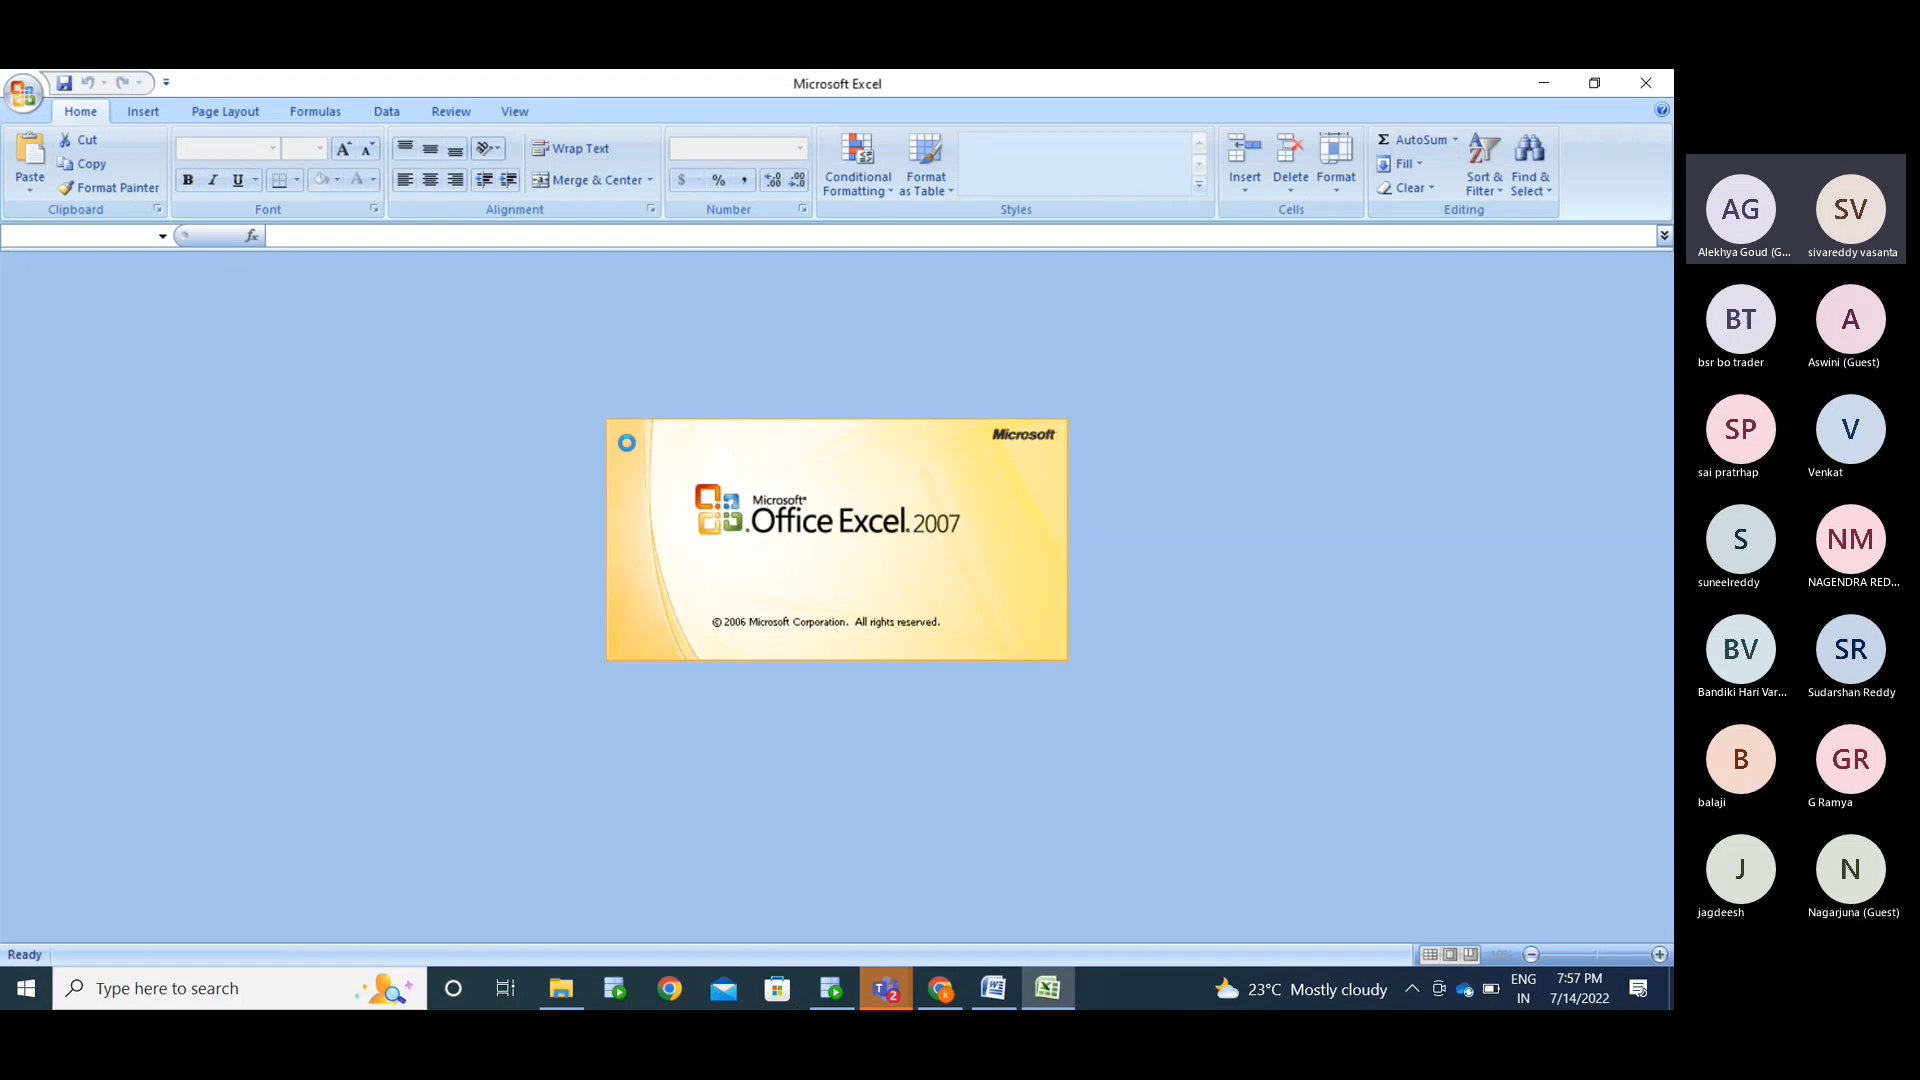 Microsoft Excel
Home Insert Page Layout Formulas Data Review View
Paste
Cut
Copy
Format Painter
Clipboard
B I U
Font
Wrap Text
Merge & Center
Alignment
$ % ,
Number
Conditional Formatting
Format as Table
Styles
Insert Delete Format
Cells
Σ AutoSum
Fill
Clear
Sort & Filter
Find & Select
Editing
fx
Microsoft
Microsoft®
Office Excel. 2007
© 2006 Microsoft Corporation. All rights reserved.
Ready
Type here to search
2
23°C Mostly cloudy
ENG
IN
7:57 PM
7/14/2022
AG SV
Alekhya Goud (G... sivareddy vasanta
BT A
bsr bo trader Aswini (Guest)
SP V
sai pratrhap Venkat
S NM
suneelreddy NAGENDRA RED...
BV SR
Bandiki Hari Var... Sudarshan Reddy
B GR
balaji G Ramya
J N
jagdeesh Nagarjuna (Guest)